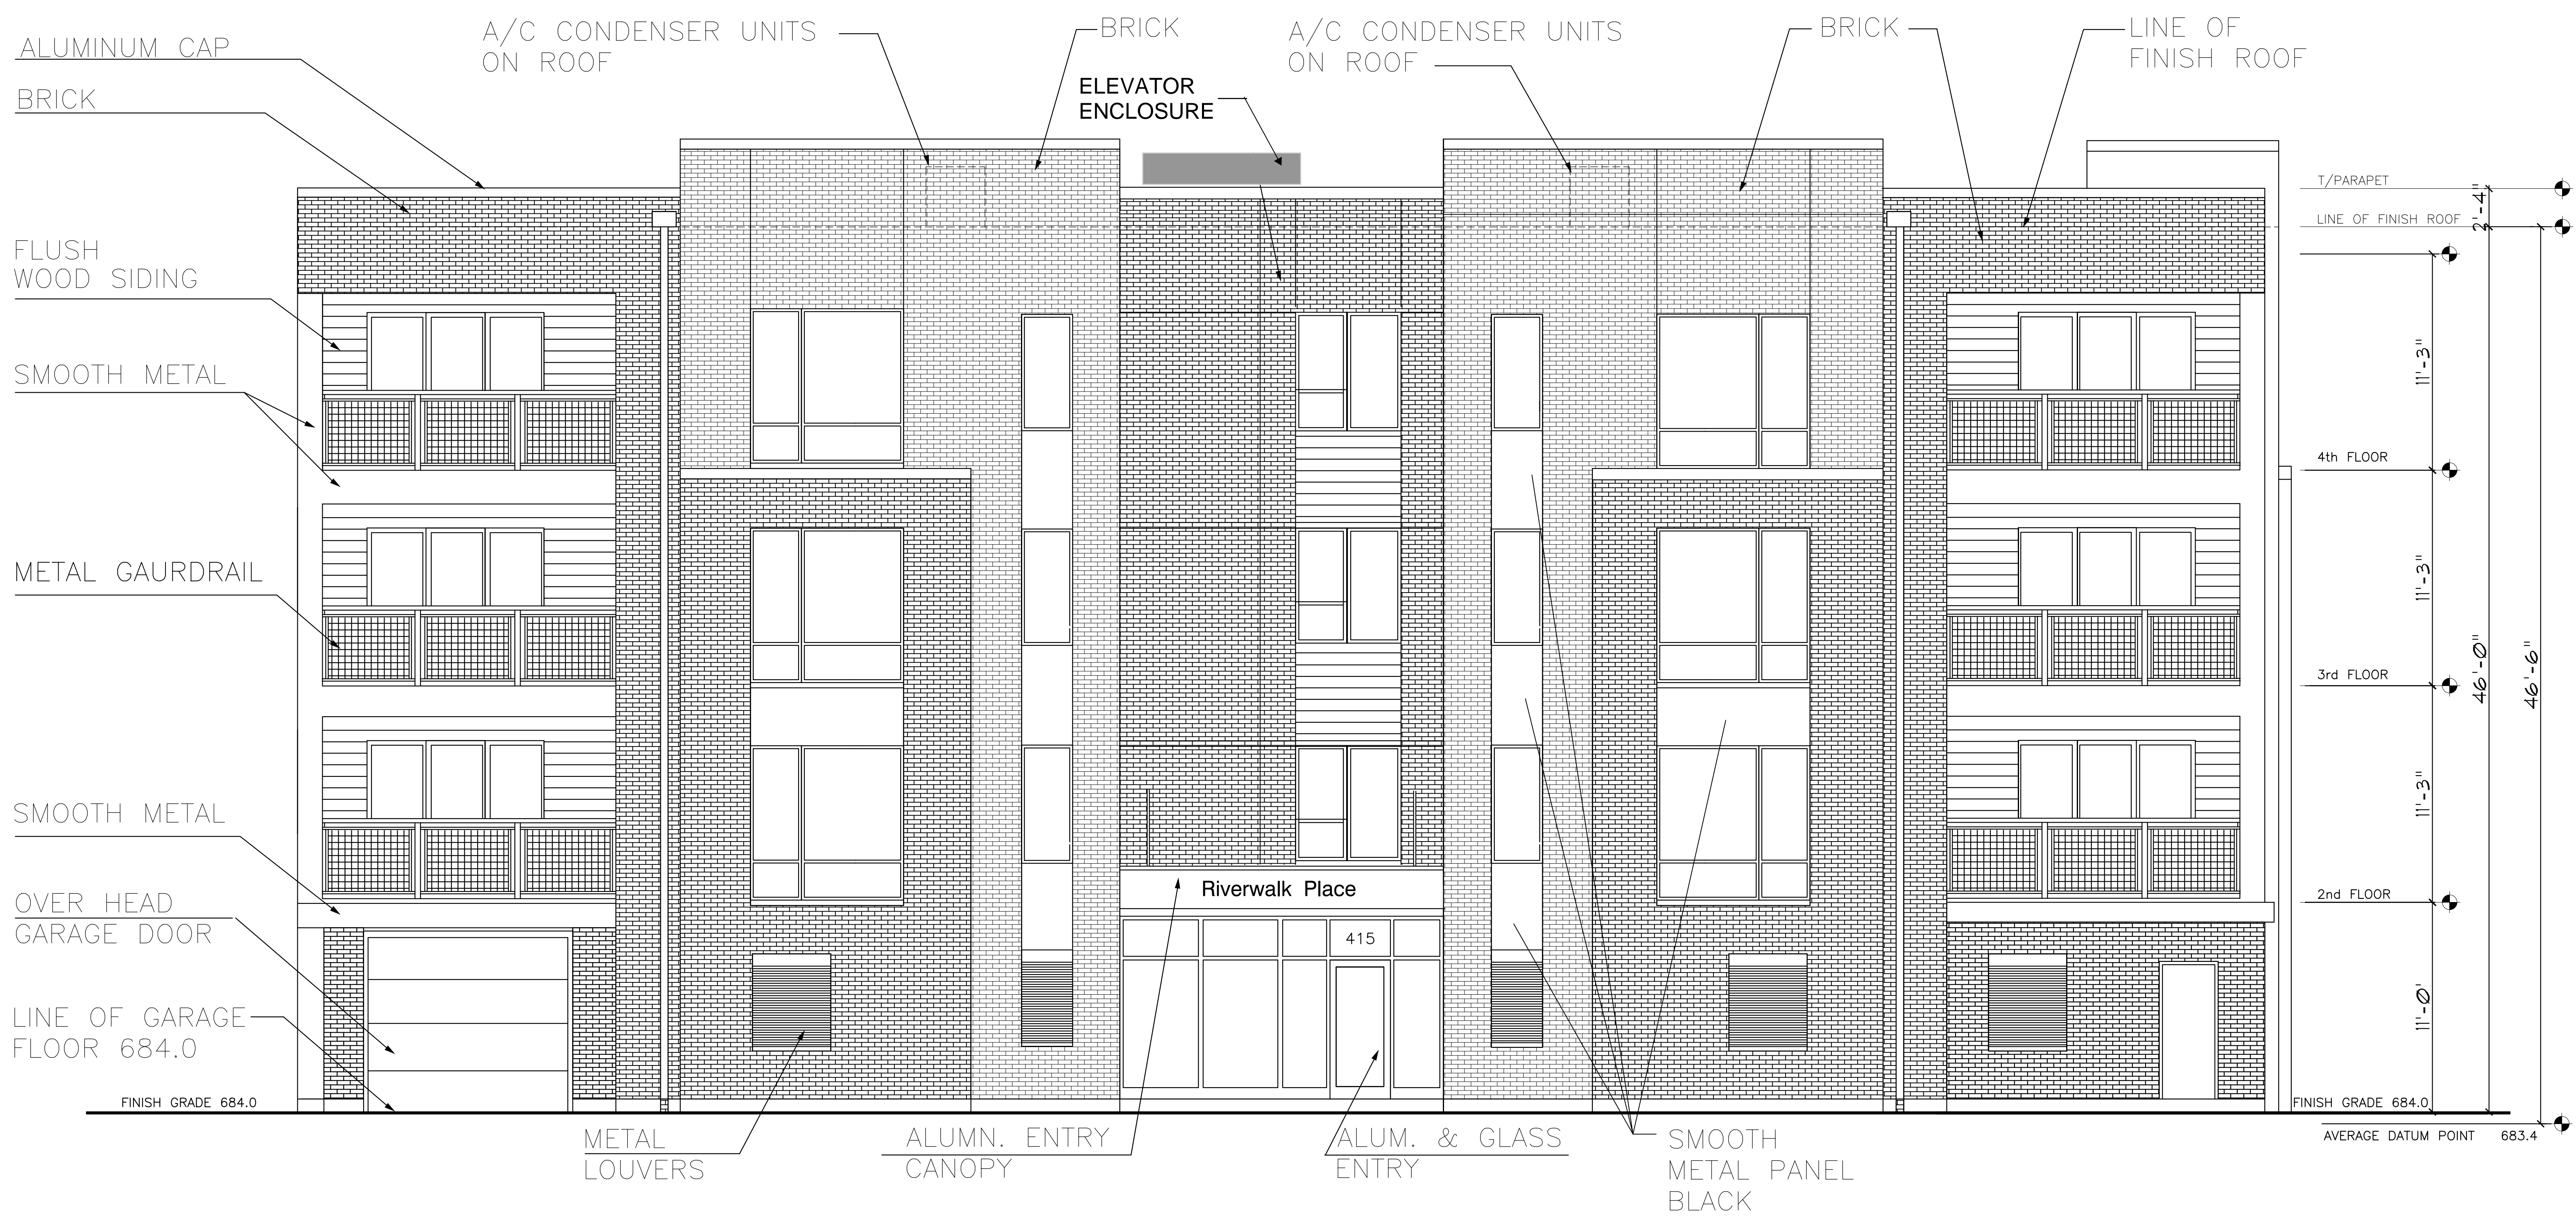 ALUMINUM CAP
BRICK
A/C CONDENSER UNITS
ON ROOF
BRICK
ELEVATOR
ENCLOSURE
A/C CONDENSER UNITS
ON ROOF
BRICK
LINE OF
FINISH ROOF
T/PARAPET
2'-4"
LINE OF FINISH ROOF
FLUSH
WOOD SIDING
SMOOTH METAL
11'-3"
4th FLOOR
METAL GAURDRAIL
11'-3"
3rd FLOOR
46'-0"
46'-6"
SMOOTH METAL
11'-3"
2nd FLOOR
Riverwalk Place
415
OVER HEAD
GARAGE DOOR
11'-0'
LINE OF GARAGE
FLOOR 684.0
FINISH GRADE 684.0
FINISH GRADE 684.0
AVERAGE DATUM POINT 683.4
METAL
LOUVERS
ALUMN. ENTRY
CANOPY
ALUM. & GLASS
ENTRY
SMOOTH
METAL PANEL
BLACK